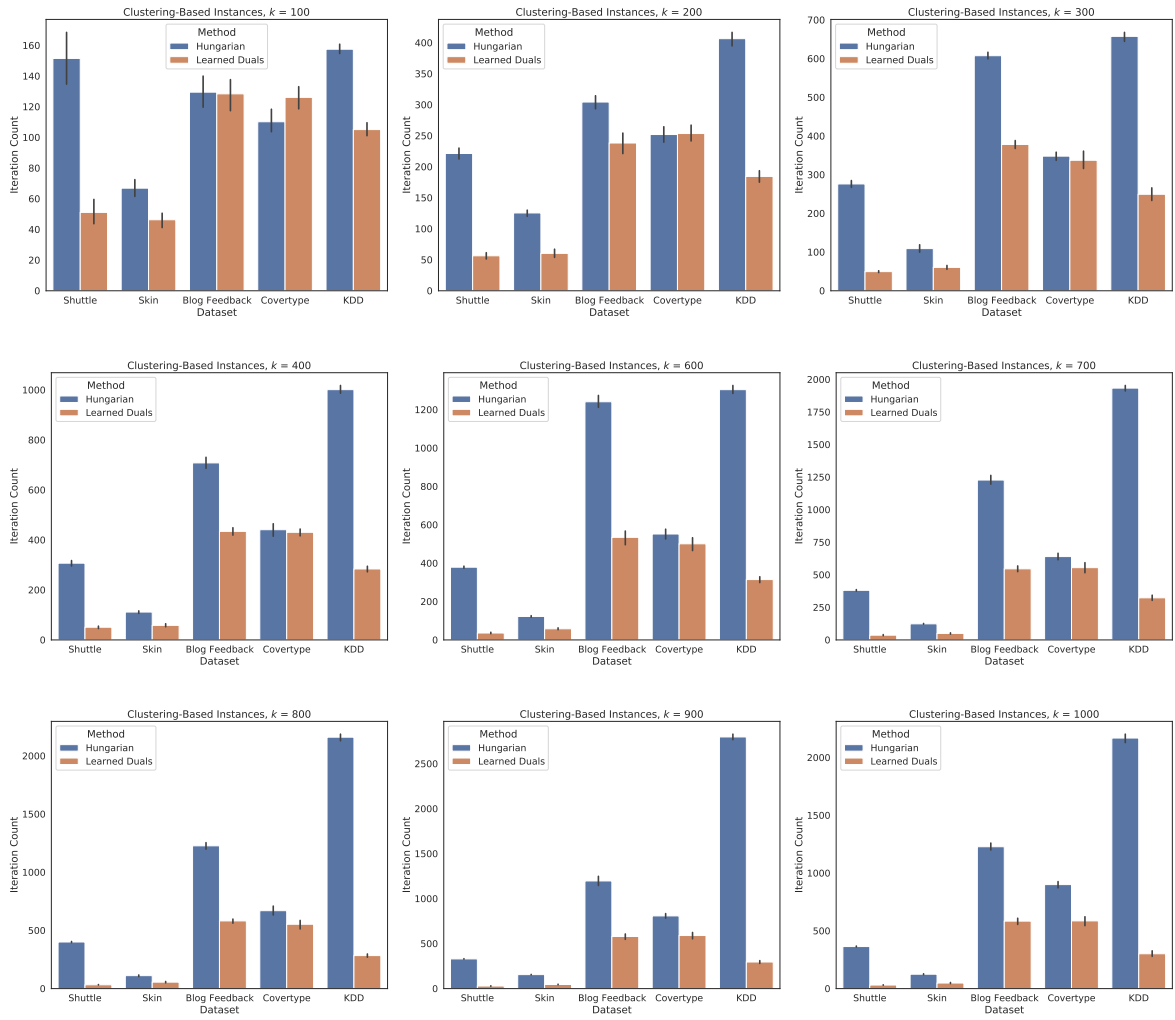 Clustering-Based Instances, k = 100
Method
Hungarian
Learned Duals
Iteration Count
160
140
120
100
80
60
40
20
0
Shuttle Skin Blog Feedback Covertype KDD
Dataset
Clustering-Based Instances, k = 200
Method
Hungarian
Learned Duals
Iteration Count
400
350
300
250
200
150
100
50
0
Shuttle Skin Blog Feedback Covertype KDD
Dataset
Clustering-Based Instances, k = 300
Method
Hungarian
Learned Duals
Iteration Count
700
600
500
400
300
200
100
0
Shuttle Skin Blog Feedback Covertype KDD
Dataset
Clustering-Based Instances, k = 400
Method
Hungarian
Learned Duals
Iteration Count
1000
800
600
400
200
0
Shuttle Skin Blog Feedback Covertype KDD
Dataset
Clustering-Based Instances, k = 600
Method
Hungarian
Learned Duals
Iteration Count
1200
1000
800
600
400
200
0
Shuttle Skin Blog Feedback Covertype KDD
Dataset
Clustering-Based Instances, k = 700
Method
Hungarian
Learned Duals
Iteration Count
2000
1750
1500
1250
1000
750
500
250
0
Shuttle Skin Blog Feedback Covertype KDD
Dataset
Clustering-Based Instances, k = 800
Method
Hungarian
Learned Duals
Iteration Count
2000
1500
1000
500
0
Shuttle Skin Blog Feedback Covertype KDD
Dataset
Clustering-Based Instances, k = 900
Method
Hungarian
Learned Duals
Iteration Count
2500
2000
1500
1000
500
0
Shuttle Skin Blog Feedback Covertype KDD
Dataset
Clustering-Based Instances, k = 1000
Method
Hungarian
Learned Duals
Iteration Count
2000
1500
1000
500
0
Shuttle Skin Blog Feedback Covertype KDD
Dataset